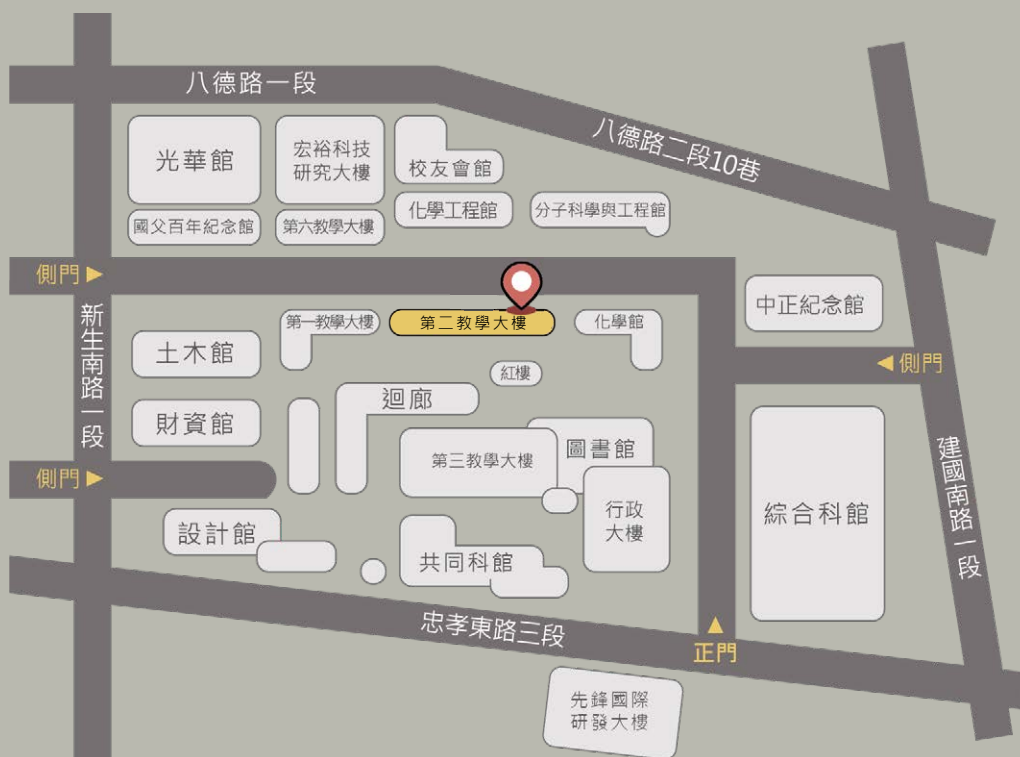 八德路一段
八德路二段10巷
光華館
宏裕科技
研究大樓
校友會館
國父百年紀念館
第六教學大樓
化學工程館
分子科學與工程館
側門
新生南路一段
第一教學大樓
第二教學大樓
化學館
中正紀念館
土木館
紅樓
側門
迴廊
財資館
第三教學大樓
圖書館
側門
行政
大樓
綜合科館
建國南路一段
設計館
共同科館
忠孝東路三段
正門
先鋒國際
研發大樓